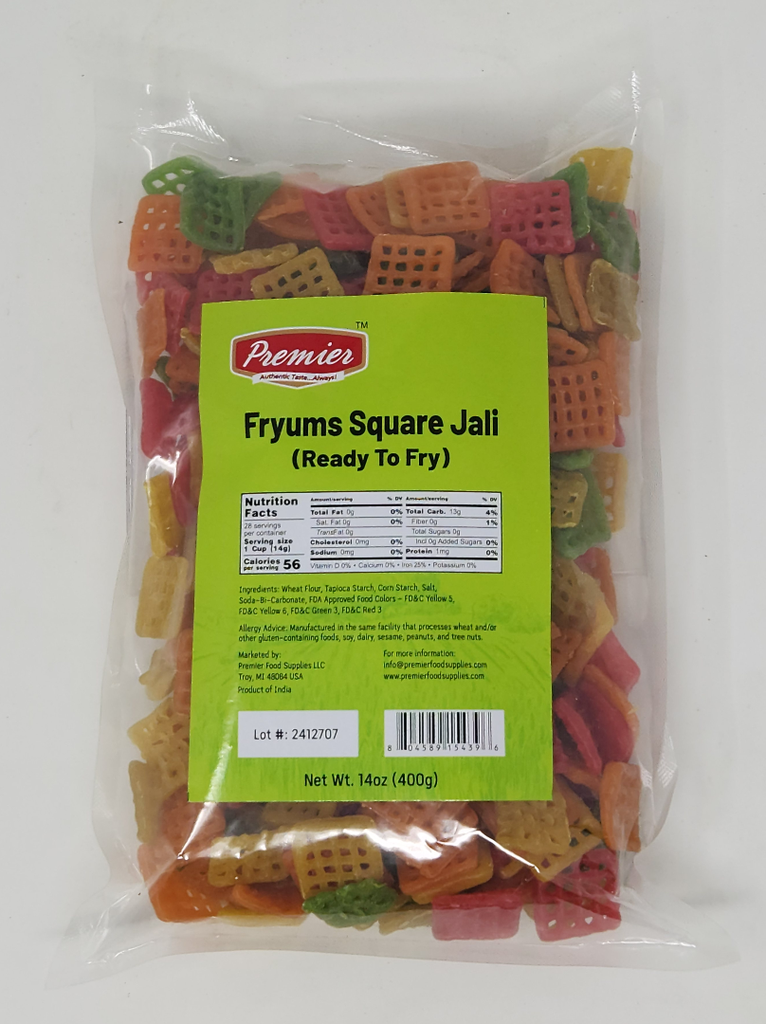 TM
Premier
Authentic Taste...Always!
Fryums Square Jali
(Ready To Fry)
Nutrition Facts
28 servings per container
Serving size
1 Cup (14g)
Calories per serving 56
Amount/serving % DV Amount/serving % DV
Total Fat 0g 0% Total Carb. 13g 4%
Sat. Fat 0g 0% Fiber 0g 1%
Trans Fat 0g Total Sugars 0g
Cholesterol 0mg 0% Incl 0g Added Sugars 0%
Sodium 0mg 0% Protein 1mg 0%
Vitamin D 0% • Calcium 0% • Iron 25% • Potassium 0%
Ingredients: Wheat Flour, Tapioca Starch, Corn Starch, Salt,
Soda-Bi-Carbonate, FDA Approved Food Colors - FD&C Yellow 5,
FD&C Yellow 6, FD&C Green 3, FD&C Red 3
Allergy Advice: Manufactured in the same facility that processes wheat and/or
other gluten-containing foods, soy, dairy, sesame, peanuts, and tree nuts.
Marketed by:
Premier Food Supplies LLC
Troy, MI 48084 USA
Product of India
For more information:
info@premierfoodsupplies.com
www.premierfoodsupplies.com
Lot #: 2412707
8 04589 15439 6
Net Wt. 14oz (400g)